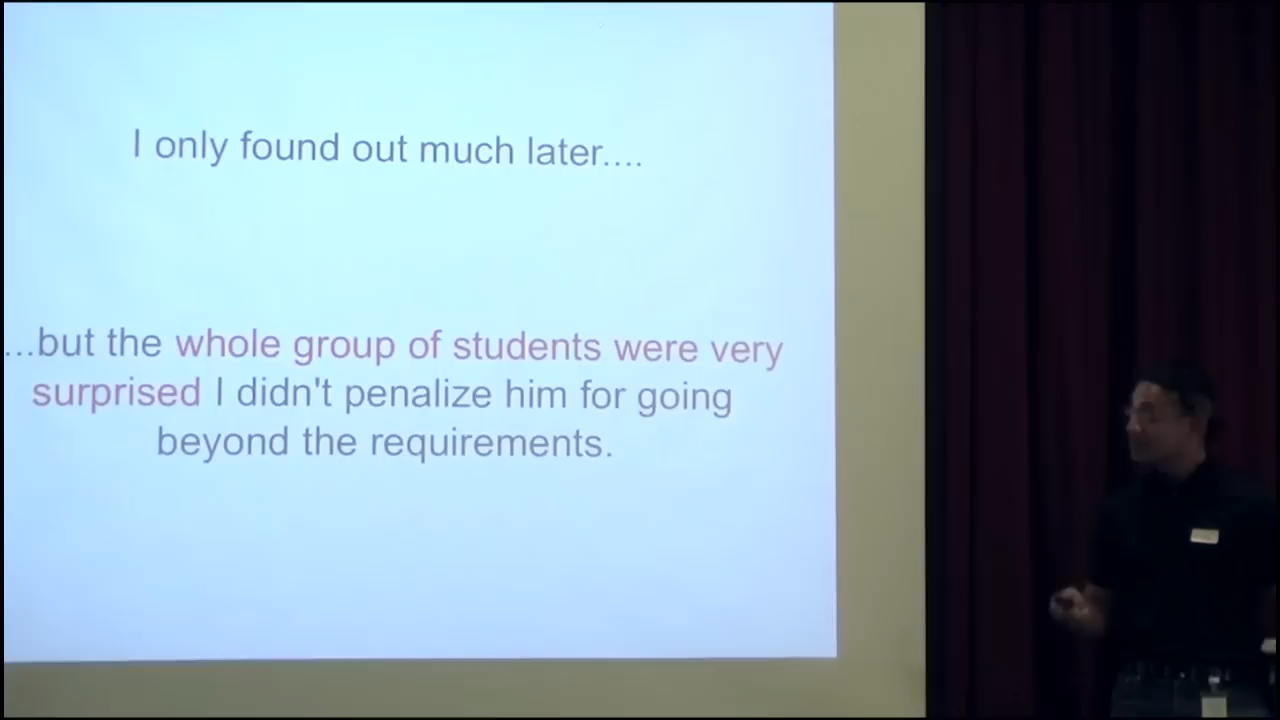 I only found out much later....
...but the whole group of students were very
surprised I didn't penalize him for going
beyond the requirements.